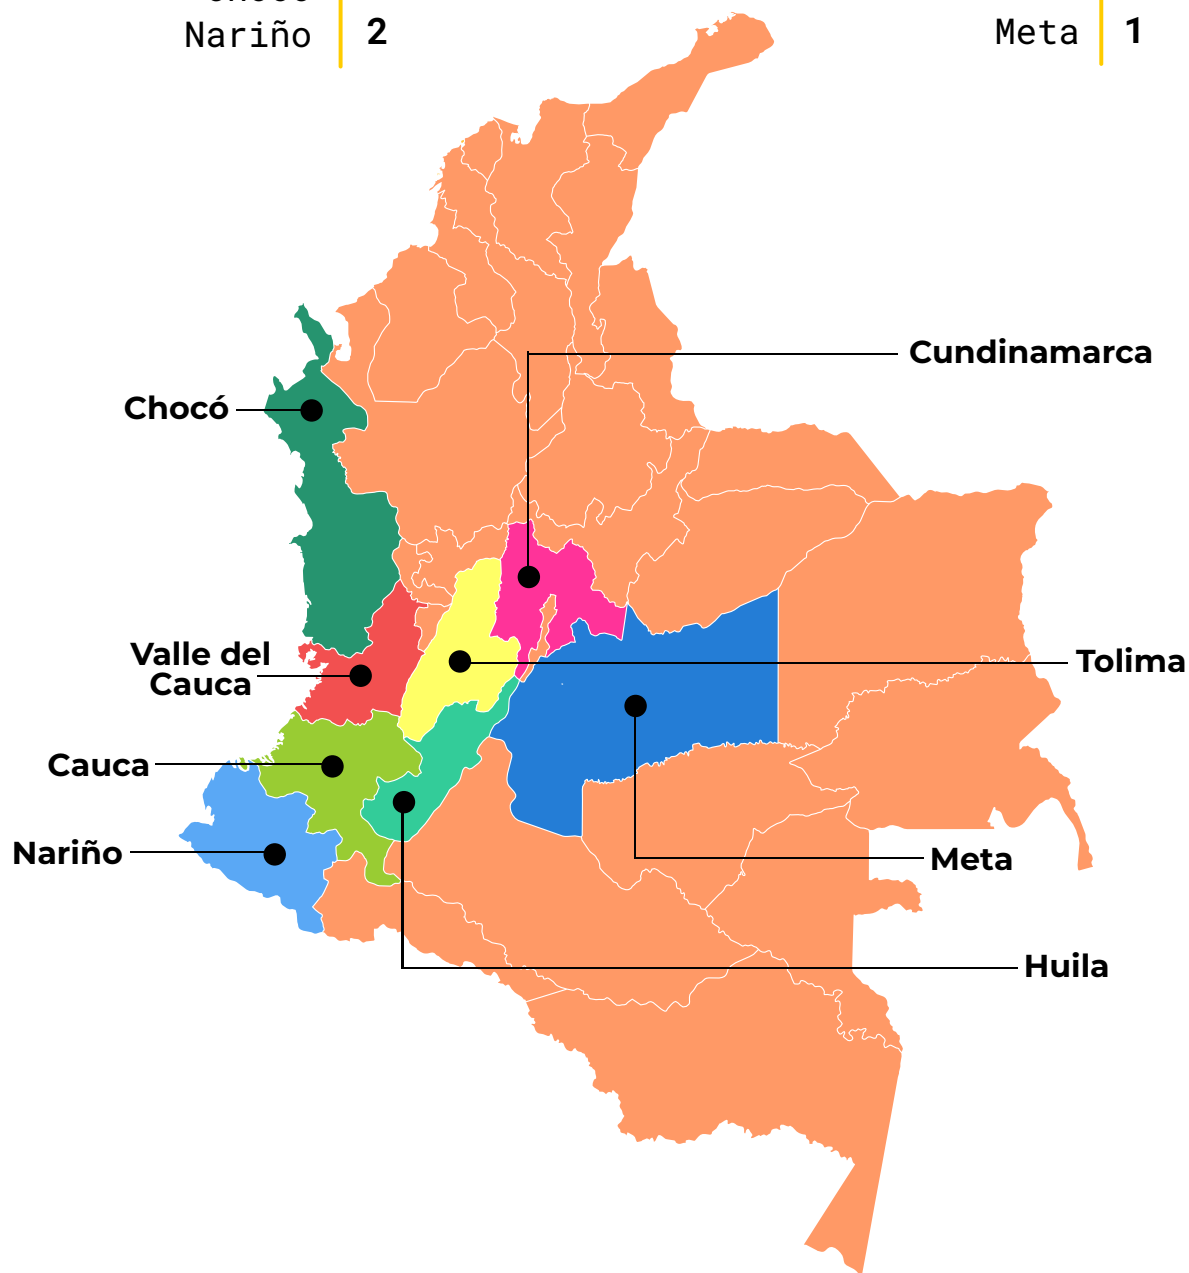 Nariño 2
Meta 1
Cundinamarca
Chocó
Valle del
Cauca
Tolima
Cauca
Nariño
Meta
Huila